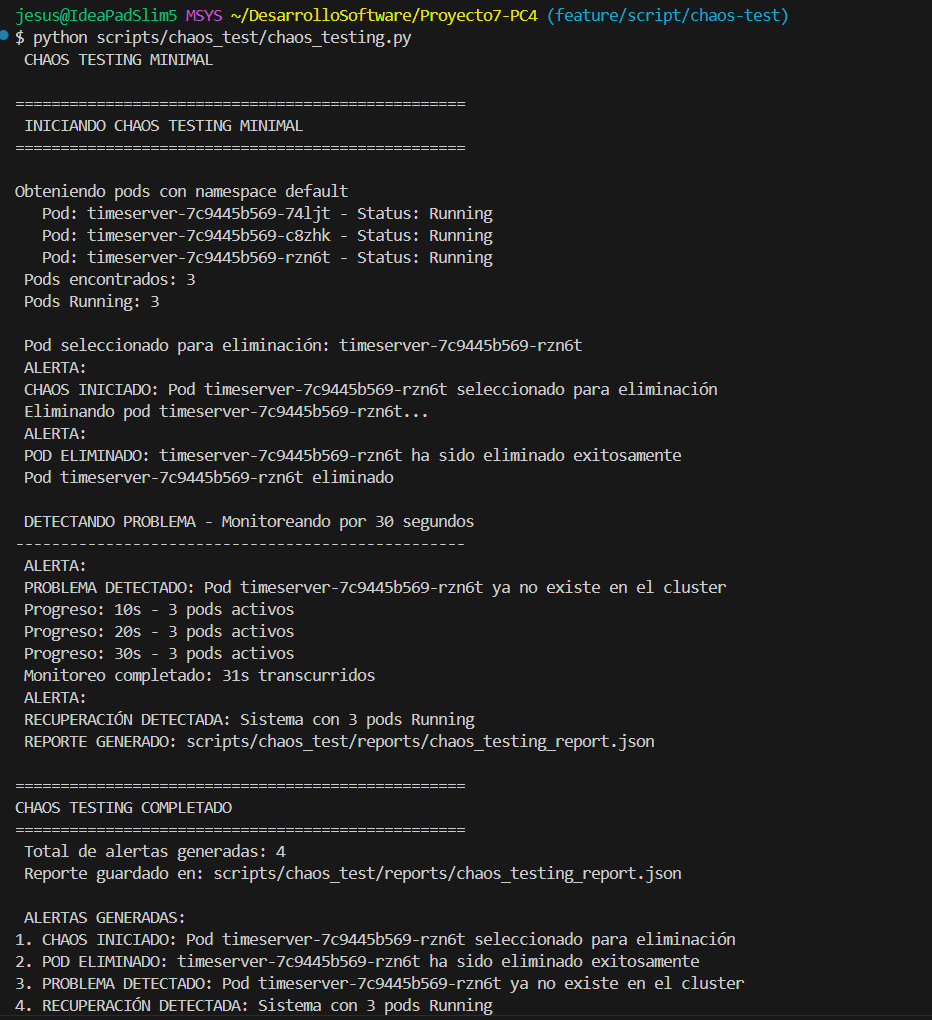 jesus@IdeaPadSlim5 MSYS ~/DesarrolloSoftware/Proyecto7-PC4 (feature/script/chaos-test)
$ python scripts/chaos_test/chaos_testing.py
CHAOS TESTING MINIMAL
==================================================
INICIANDO CHAOS TESTING MINIMAL
==================================================
Obteniendo pods con namespace default
Pod: timeserver-7c9445b569-74ljt - Status: Running
Pod: timeserver-7c9445b569-c8zhk - Status: Running
Pod: timeserver-7c9445b569-rzn6t - Status: Running
Pods encontrados: 3
Pods Running: 3
Pod seleccionado para eliminación: timeserver-7c9445b569-rzn6t
ALERTA:
CHAOS INICIADO: Pod timeserver-7c9445b569-rzn6t seleccionado para eliminación
Eliminando pod timeserver-7c9445b569-rzn6t...
ALERTA:
POD ELIMINADO: timeserver-7c9445b569-rzn6t ha sido eliminado exitosamente
Pod timeserver-7c9445b569-rzn6t eliminado
DETECTANDO PROBLEMA - Monitoreando por 30 segundos
--------------------------------------------------
ALERTA:
PROBLEMA DETECTADO: Pod timeserver-7c9445b569-rzn6t ya no existe en el cluster
Progreso: 10s - 3 pods activos
Progreso: 20s - 3 pods activos
Progreso: 30s - 3 pods activos
Monitoreo completado: 31s transcurridos
ALERTA:
RECUPERACIÓN DETECTADA: Sistema con 3 pods Running
REPORTE GENERADO: scripts/chaos_test/reports/chaos_testing_report.json
==================================================
CHAOS TESTING COMPLETADO
==================================================
Total de alertas generadas: 4
Reporte guardado en: scripts/chaos_test/reports/chaos_testing_report.json
ALERTAS GENERADAS:
1. CHAOS INICIADO: Pod timeserver-7c9445b569-rzn6t seleccionado para eliminación
2. POD ELIMINADO: timeserver-7c9445b569-rzn6t ha sido eliminado exitosamente
3. PROBLEMA DETECTADO: Pod timeserver-7c9445b569-rzn6t ya no existe en el cluster
4. RECUPERACIÓN DETECTADA: Sistema con 3 pods Running